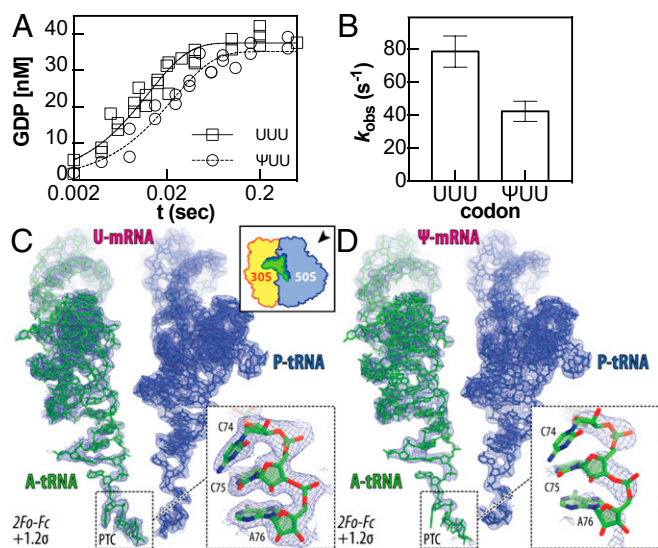 A
GDP [nM]
40
30
20
10
0
UUU
ΨUU
0.002
0.02
0.2
t (sec)
B
k_obs (s⁻¹)
80
60
40
20
0
UUU
ΨUU
codon
C
U-mRNA
30S
50S
P-tRNA
A-tRNA
C74
C75
A76
2Fo-Fc
+1.2σ
PTC
D
Ψ-mRNA
P-tRNA
A-tRNA
C74
C75
A76
2Fo-Fc
+1.2σ
PTC